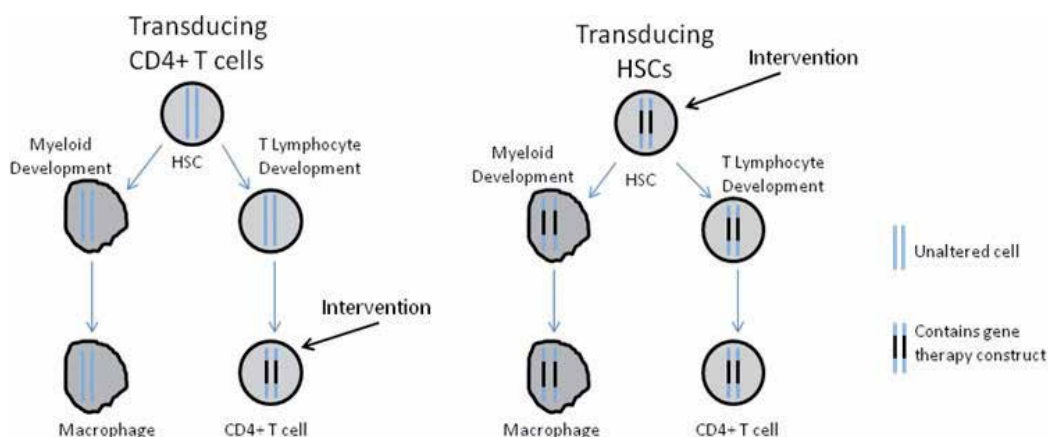 Transducing
CD4+ T cells
HSC
Myeloid
Development
T Lymphocyte
Development
Intervention
Macrophage
CD4+ T cell
Transducing
HSCs
Intervention
HSC
Myeloid
Development
T Lymphocyte
Development
Macrophage
CD4+ T cell
Unaltered cell
Contains gene
therapy construct